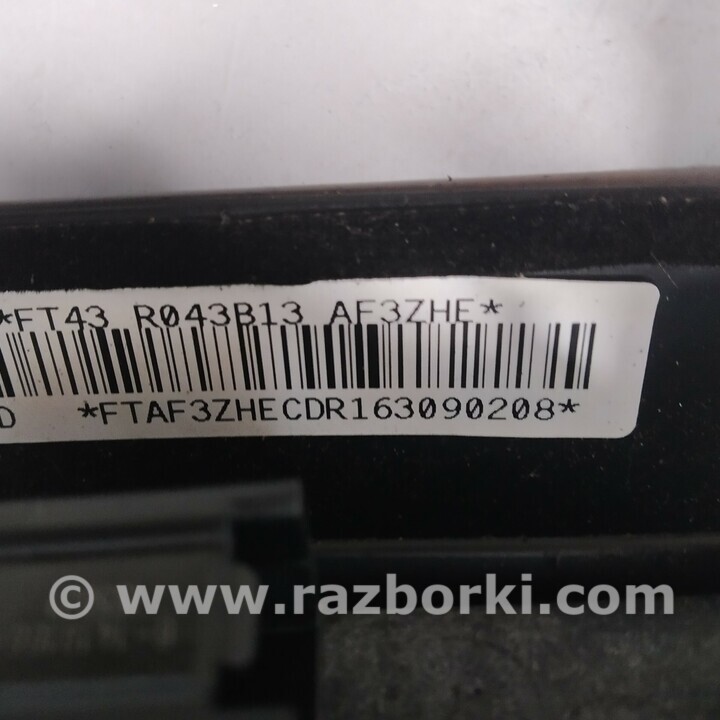 *FT43 R043B13 AF3ZHE*
D *FTAF3ZHECDR163090208*
© www.razborki.com